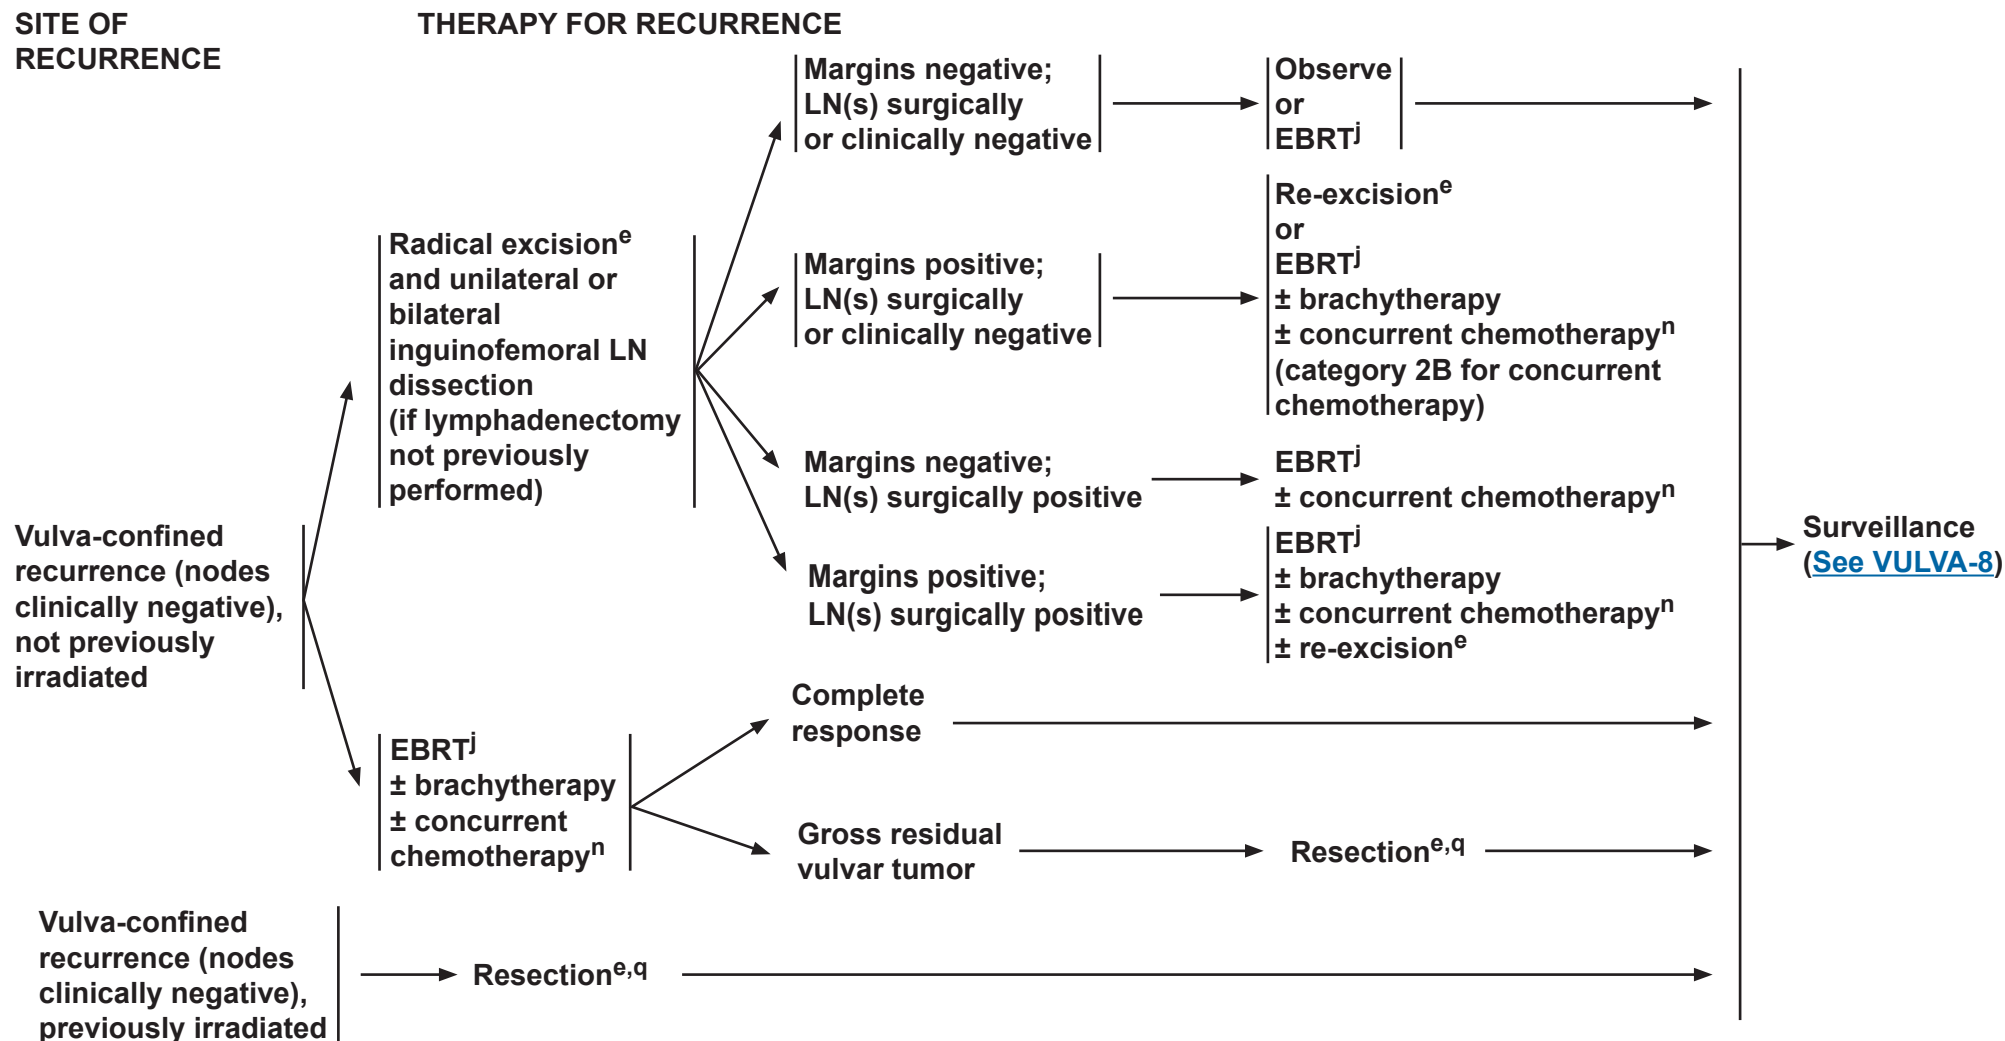 SITE OF
RECURRENCE
THERAPY FOR RECURRENCE
Vulva-confined
recurrence (nodes
clinically negative),
not previously
irradiated
Radical excisionᵉ
and unilateral or
bilateral
inguinofemoral LN
dissection
(if lymphadenectomy
not previously
performed)
Margins negative;
LN(s) surgically
or clinically negative
Observe
or
EBRTʲ
Margins positive;
LN(s) surgically
or clinically negative
Re-excisionᵉ
or
EBRTʲ
± brachytherapy
± concurrent chemotherapyⁿ
(category 2B for concurrent
chemotherapy)
Margins negative;
LN(s) surgically positive
EBRTʲ
± concurrent chemotherapyⁿ
Margins positive;
LN(s) surgically positive
EBRTʲ
± brachytherapy
± concurrent chemotherapyⁿ
± re-excisionᵉ
EBRTʲ
± brachytherapy
± concurrent
chemotherapyⁿ
Complete
response
Gross residual
vulvar tumor
Resectionᵉ,q
Vulva-confined
recurrence (nodes
clinically negative),
previously irradiated
Resectionᵉ,q
Surveillance
(See VULVA-8)